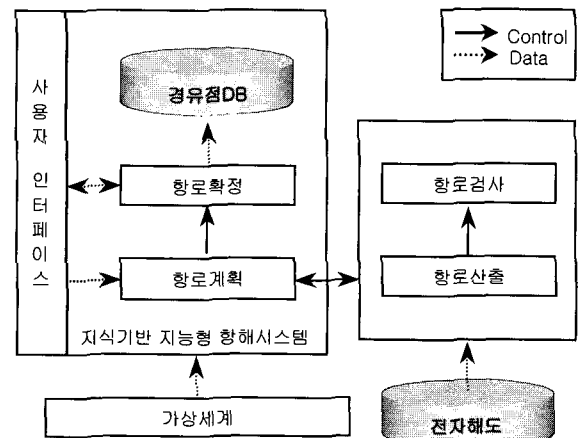 Control
Data
경유점DB
사용자 인터페이스
항로확정
항로검사
항로계획
항로산출
지식기반 지능형 항해시스템
가상세계
전자해도